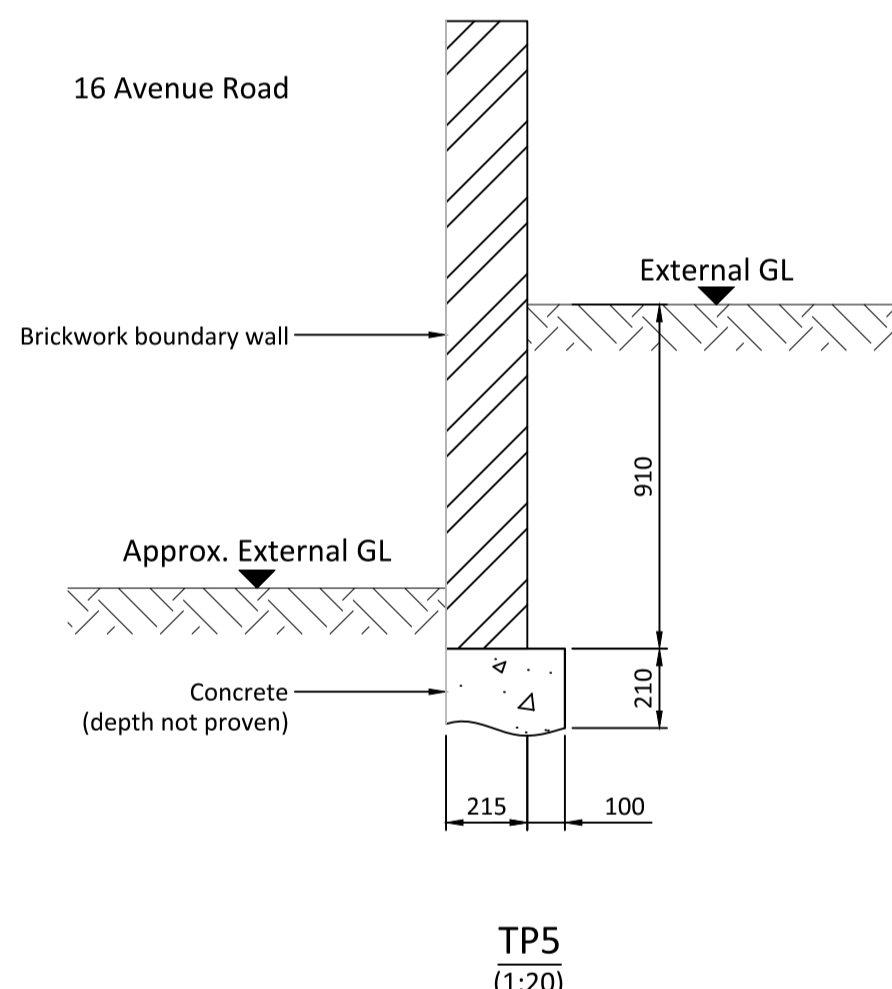 16 Avenue Road
External GL
Brickwork boundary wall
910
Approx. External GL
210
Concrete
(depth not proven)
215
100
TP5
(1:20)